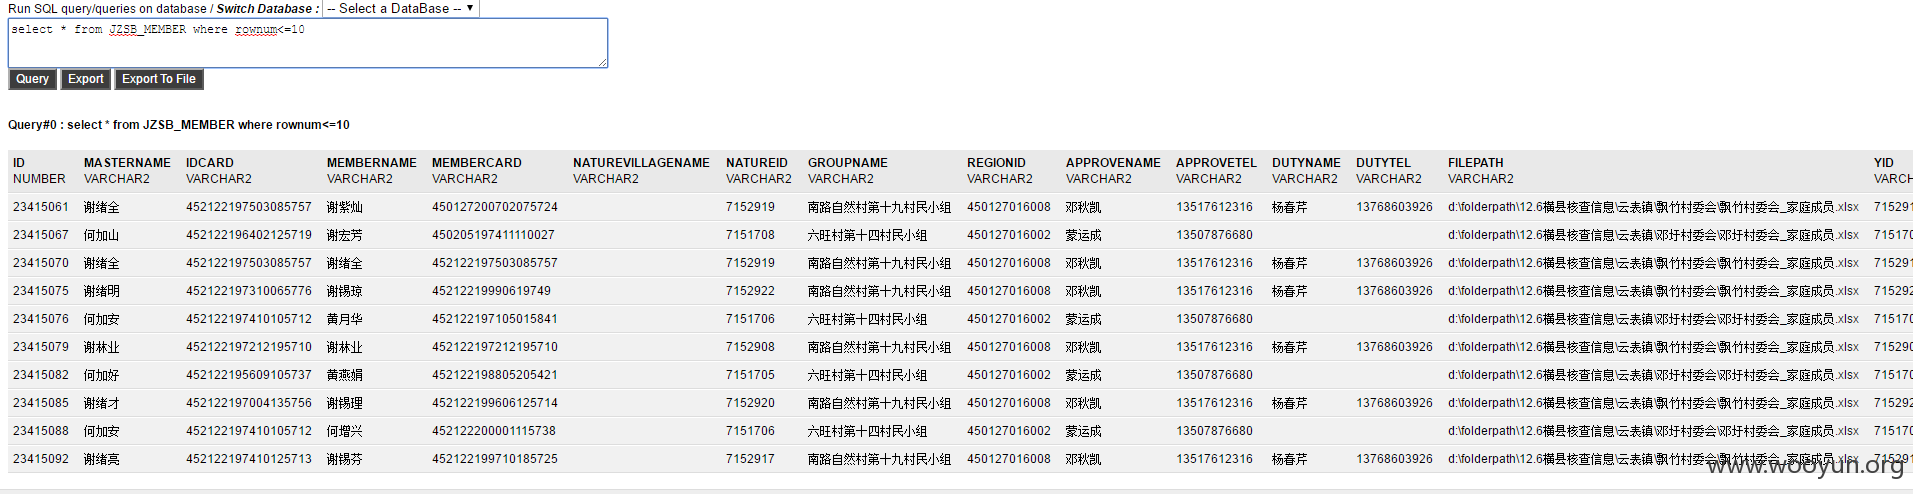 Run SQL query/queries on database / Switch Database : -- Select a DataBase --
select * from JZSB_MEMBER where rownum<=10
Query Export Export To File
Query#0 : select * from JZSB_MEMBER where rownum<=10
ID MASTERNAME IDCARD MEMBERNAME MEMBERCARD NATUREVILLAGENAME NATUREID GROUPNAME REGIONID APPROVENAME APPROVETEL DUTYNAME DUTYTEL FILEPATH YID
NUMBER VARCHAR2 VARCHAR2 VARCHAR2 VARCHAR2 VARCHAR2 VARCHAR2 VARCHAR2 VARCHAR2 VARCHAR2 VARCHAR2 VARCHAR2 VARCHAR2 VARCHAR2 VARCH
23415061 谢绪全 452122197503085757 谢紫灿 450127200702075724 7152919 南路自然村第十九村民小组 450127016008 邓秋凯 13517612316 杨春芹 13768603926 d:\folderpath\12.6横县核查信息\云表镇\飘竹村委会\飘竹村委会_家庭成员.xlsx 715291
23415067 何加山 452122196402125719 谢宏芳 450205197411110027 7151708 六旺村第十四村民小组 450127016002 蒙运成 13507876680 d:\folderpath\12.6横县核查信息\云表镇\邓圩村委会\邓圩村委会_家庭成员.xlsx 715170
23415070 谢绪全 452122197503085757 谢绪全 452122197503085757 7152919 南路自然村第十九村民小组 450127016008 邓秋凯 13517612316 杨春芹 13768603926 d:\folderpath\12.6横县核查信息\云表镇\飘竹村委会\飘竹村委会_家庭成员.xlsx 715291
23415075 谢绪明 452122197310065776 谢锡琼 45212219990619749 7152922 南路自然村第十九村民小组 450127016008 邓秋凯 13517612316 杨春芹 13768603926 d:\folderpath\12.6横县核查信息\云表镇\飘竹村委会\飘竹村委会_家庭成员.xlsx 715292
23415076 何加安 452122197410105712 黄月华 452122197105015841 7151706 六旺村第十四村民小组 450127016002 蒙运成 13507876680 d:\folderpath\12.6横县核查信息\云表镇\邓圩村委会\邓圩村委会_家庭成员.xlsx 715170
23415079 谢林业 452122197212195710 谢林业 452122197212195710 7152908 南路自然村第十九村民小组 450127016008 邓秋凯 13517612316 杨春芹 13768603926 d:\folderpath\12.6横县核查信息\云表镇\飘竹村委会\飘竹村委会_家庭成员.xlsx 715290
23415082 何加好 452122195609105737 黄燕娟 452122198805205421 7151705 六旺村第十四村民小组 450127016002 蒙运成 13507876680 d:\folderpath\12.6横县核查信息\云表镇\邓圩村委会\邓圩村委会_家庭成员.xlsx 715170
23415085 谢绪才 452122197004135756 谢锡理 452122199606125714 7152920 南路自然村第十九村民小组 450127016008 邓秋凯 13517612316 杨春芹 13768603926 d:\folderpath\12.6横县核查信息\云表镇\飘竹村委会\飘竹村委会_家庭成员.xlsx 715292
23415088 何加安 452122197410105712 何增兴 452122200001115738 7151706 六旺村第十四村民小组 450127016002 蒙运成 13507876680 d:\folderpath\12.6横县核查信息\云表镇\邓圩村委会\邓圩村委会_家庭成员.xlsx 715170
23415092 谢绪亮 452122197410125713 谢锡芬 452122199710185725 7152917 南路自然村第十九村民小组 450127016008 邓秋凯 13517612316 杨春芹 13768603926 d:\folderpath\12.6横县核查信息\云表镇\飘竹村委会\飘竹村委会_家庭成员.xlsx 715291
www.wooyun.org